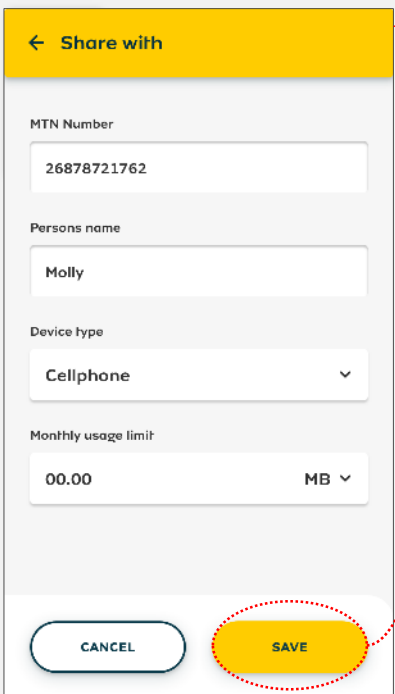 Share with
MTN Number
26878721762
Persons name
Molly
Device type
Cellphone
Monthly usage limit
00.00 MB
CANCEL SAVE